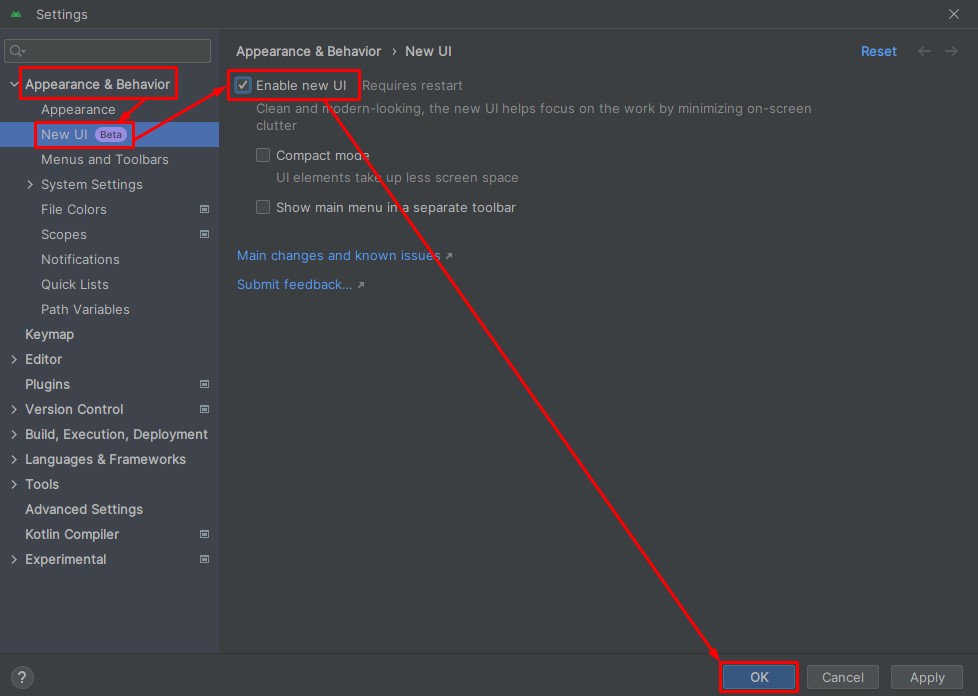 Settings
Appearance & Behavior
Appearance
New UI Beta
Menus and Toolbars
System Settings
File Colors
Scopes
Notifications
Quick Lists
Path Variables
Keymap
Editor
Plugins
Version Control
Build, Execution, Deployment
Languages & Frameworks
Tools
Advanced Settings
Kotlin Compiler
Experimental
Appearance & Behavior › New UI
Reset
Enable new UI Requires restart
Clean and modern-looking, the new UI helps focus on the work by minimizing on-screen
clutter
Compact mode
UI elements take up less screen space
Show main menu in a separate toolbar
Main changes and known issues ↗
Submit feedback... ↗
?
OK
Cancel
Apply